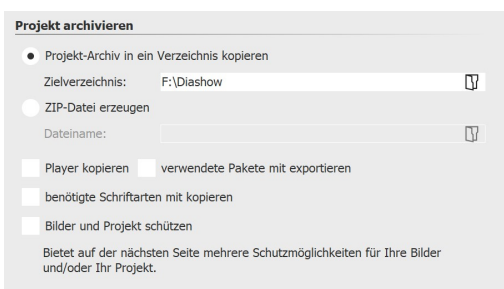 Projekt archivieren
Projekt-Archiv in ein Verzeichnis kopieren
Zielverzeichnis: F:\Diashow
ZIP-Datei erzeugen
Dateiname:
Player kopieren verwendete Pakete mit exportieren
benötigte Schriftarten mit kopieren
Bilder und Projekt schützen
Bietet auf der nächsten Seite mehrere Schutzmöglichkeiten für Ihre Bilder
und/oder Ihr Projekt.